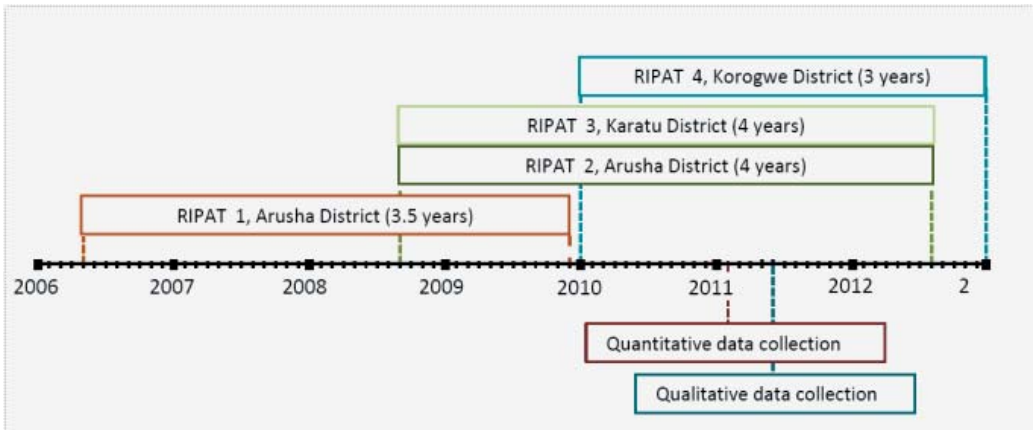 RIPAT 4, Korogwe District (3 years)
RIPAT 3, Karatu District (4 years)
RIPAT 2, Arusha District (4 years)
RIPAT 1, Arusha District (3.5 years)
2006 2007 2008 2009 2010 2011 2012 2
Quantitative data collection
Qualitative data collection